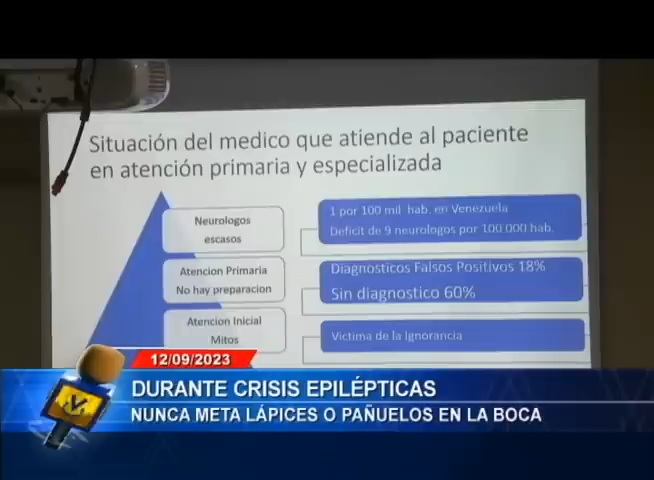 Situación del medico que atiende al paciente
en atención primaria y especializada
Neurologos
escasos
1 por 100 mil hab. en Venezuela
Deficit de 9 neurologos por 100 000 hab.
Atencion Primaria
No hay preparacion
Diagnosticos Falsos Positivos 18%
Sin diagnostico 60%
Atencion Inicial
Mitos
Victima de la Ignorancia
12/09/2023
DURANTE CRISIS EPILÉPTICAS
NUNCA META LÁPICES O PAÑUELOS EN LA BOCA
V